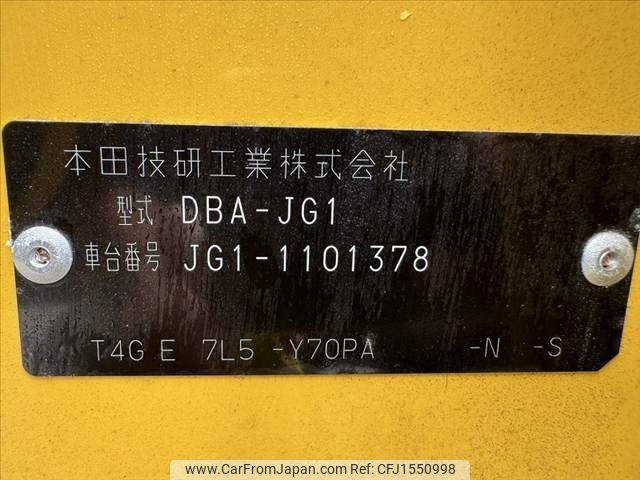 本田技研工業株式会社
型式 DBA-JG1
車台番号 JG1-1101378
T4G E 7L5 -Y70PA -N -S
www.CarFromJapan.com Ref:CFJ1550998